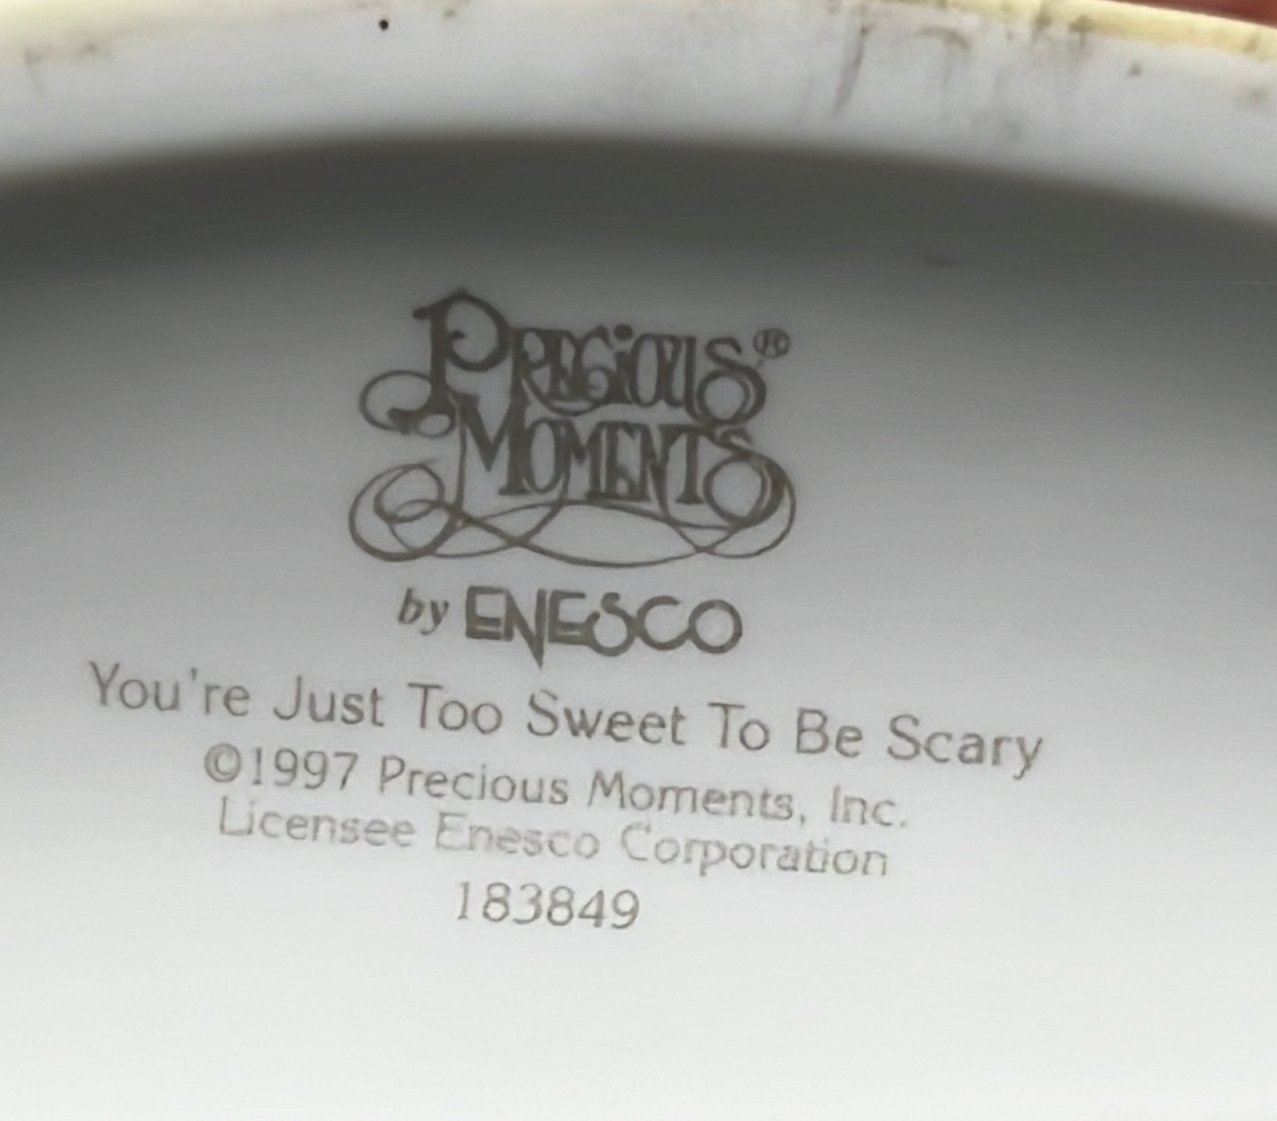 PRECIOUS®
MOMENTS
by ENESCO
You're Just Too Sweet To Be Scary
©1997 Precious Moments, Inc.
Licensee Enesco Corporation
183849